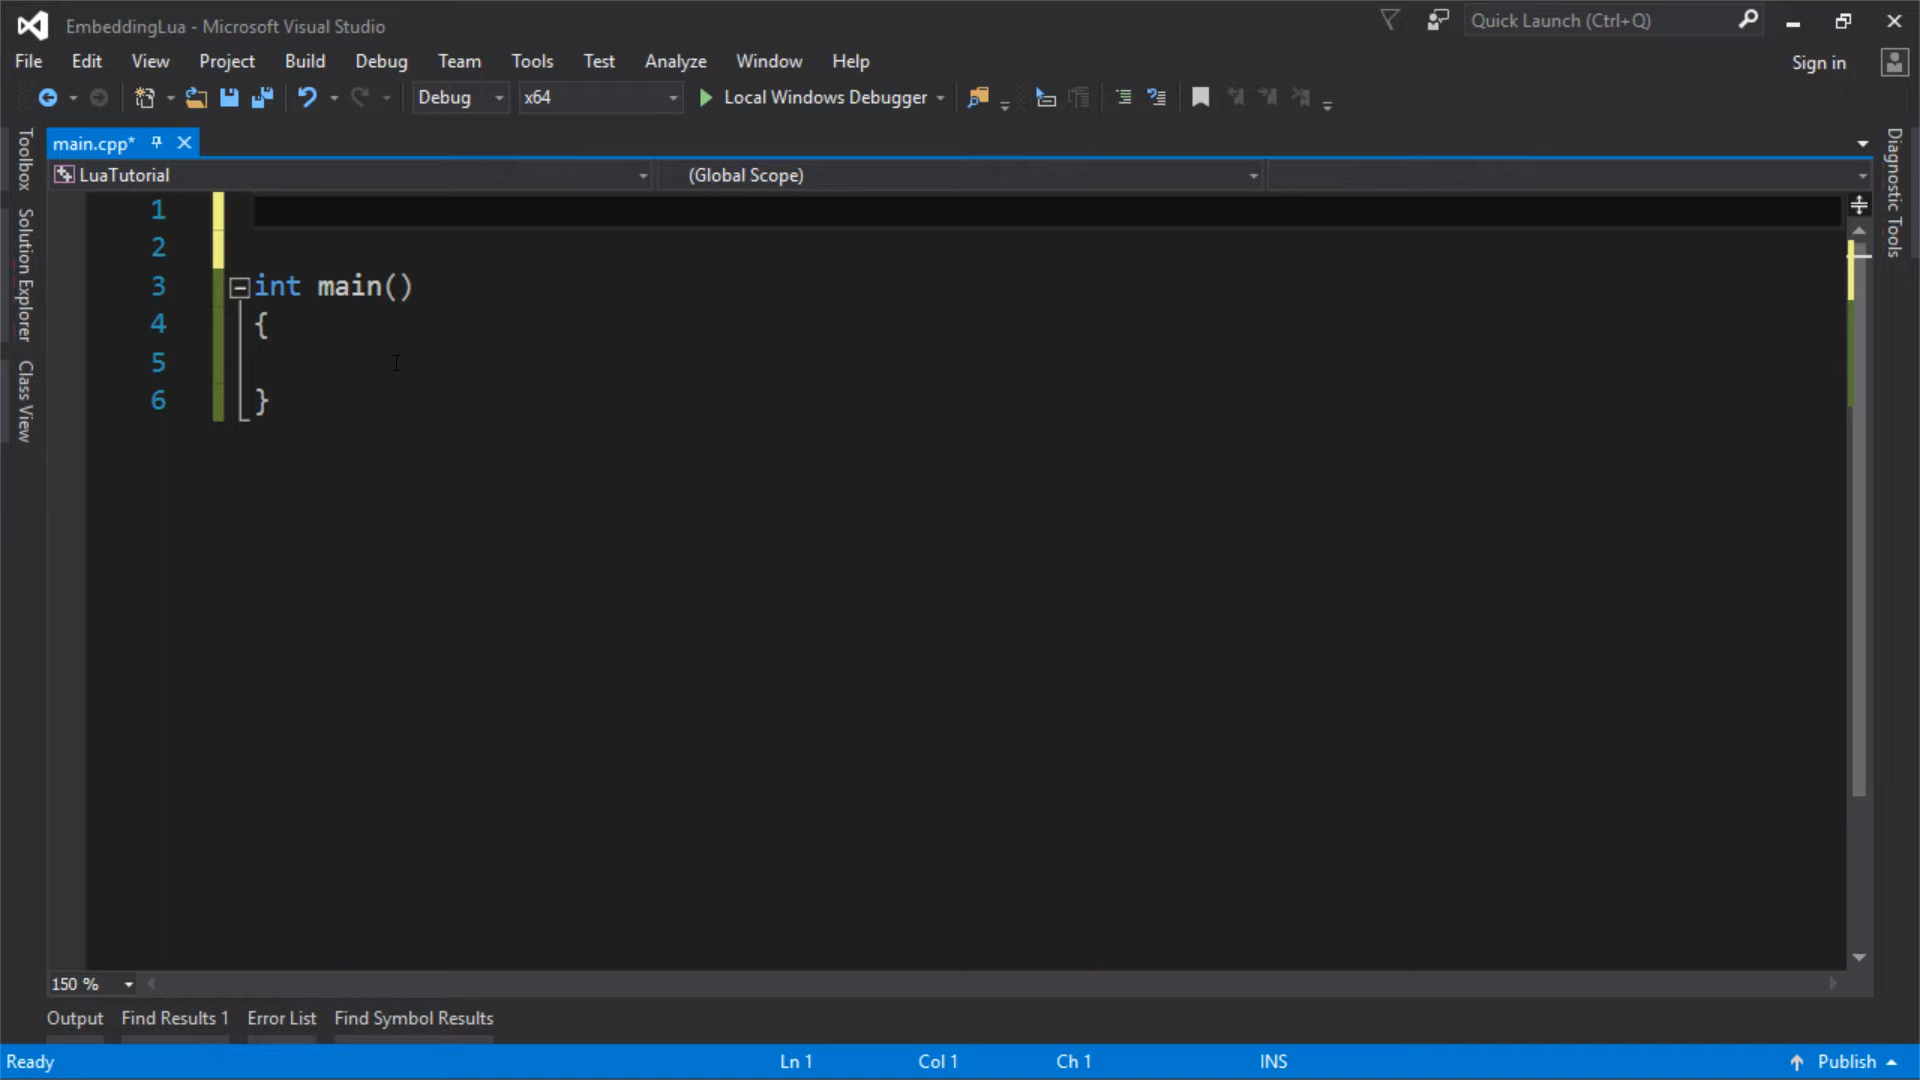 EmbeddingLua - Microsoft Visual Studio
Quick Launch (Ctrl+Q)
File Edit View Project Build Debug Team Tools Test Analyze Window Help
Sign in
Debug x64 Local Windows Debugger
main.cpp*
LuaTutorial (Global Scope)
Toolbox
Solution Explorer
Class View
Diagnostic Tools
1
2
3 int main()
4 {
5
6 }
150 %
Output Find Results 1 Error List Find Symbol Results
Ready Ln 1 Col 1 Ch 1 INS Publish